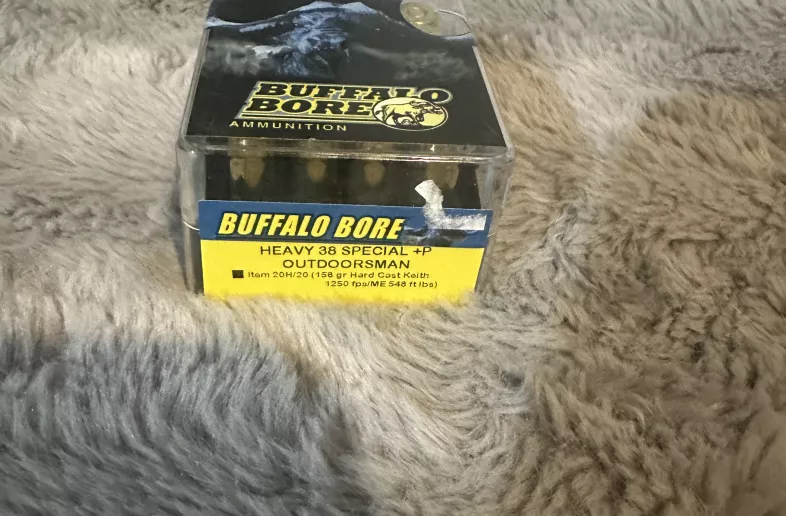 BUFFALO
BORE
AMMUNITION
BUFFALO BORE
HEAVY 38 SPECIAL +P
OUTDOORSMAN
Item 20H/20 (158 gr Hard Cast Keith
1250 fps/ME 548 ft lbs)